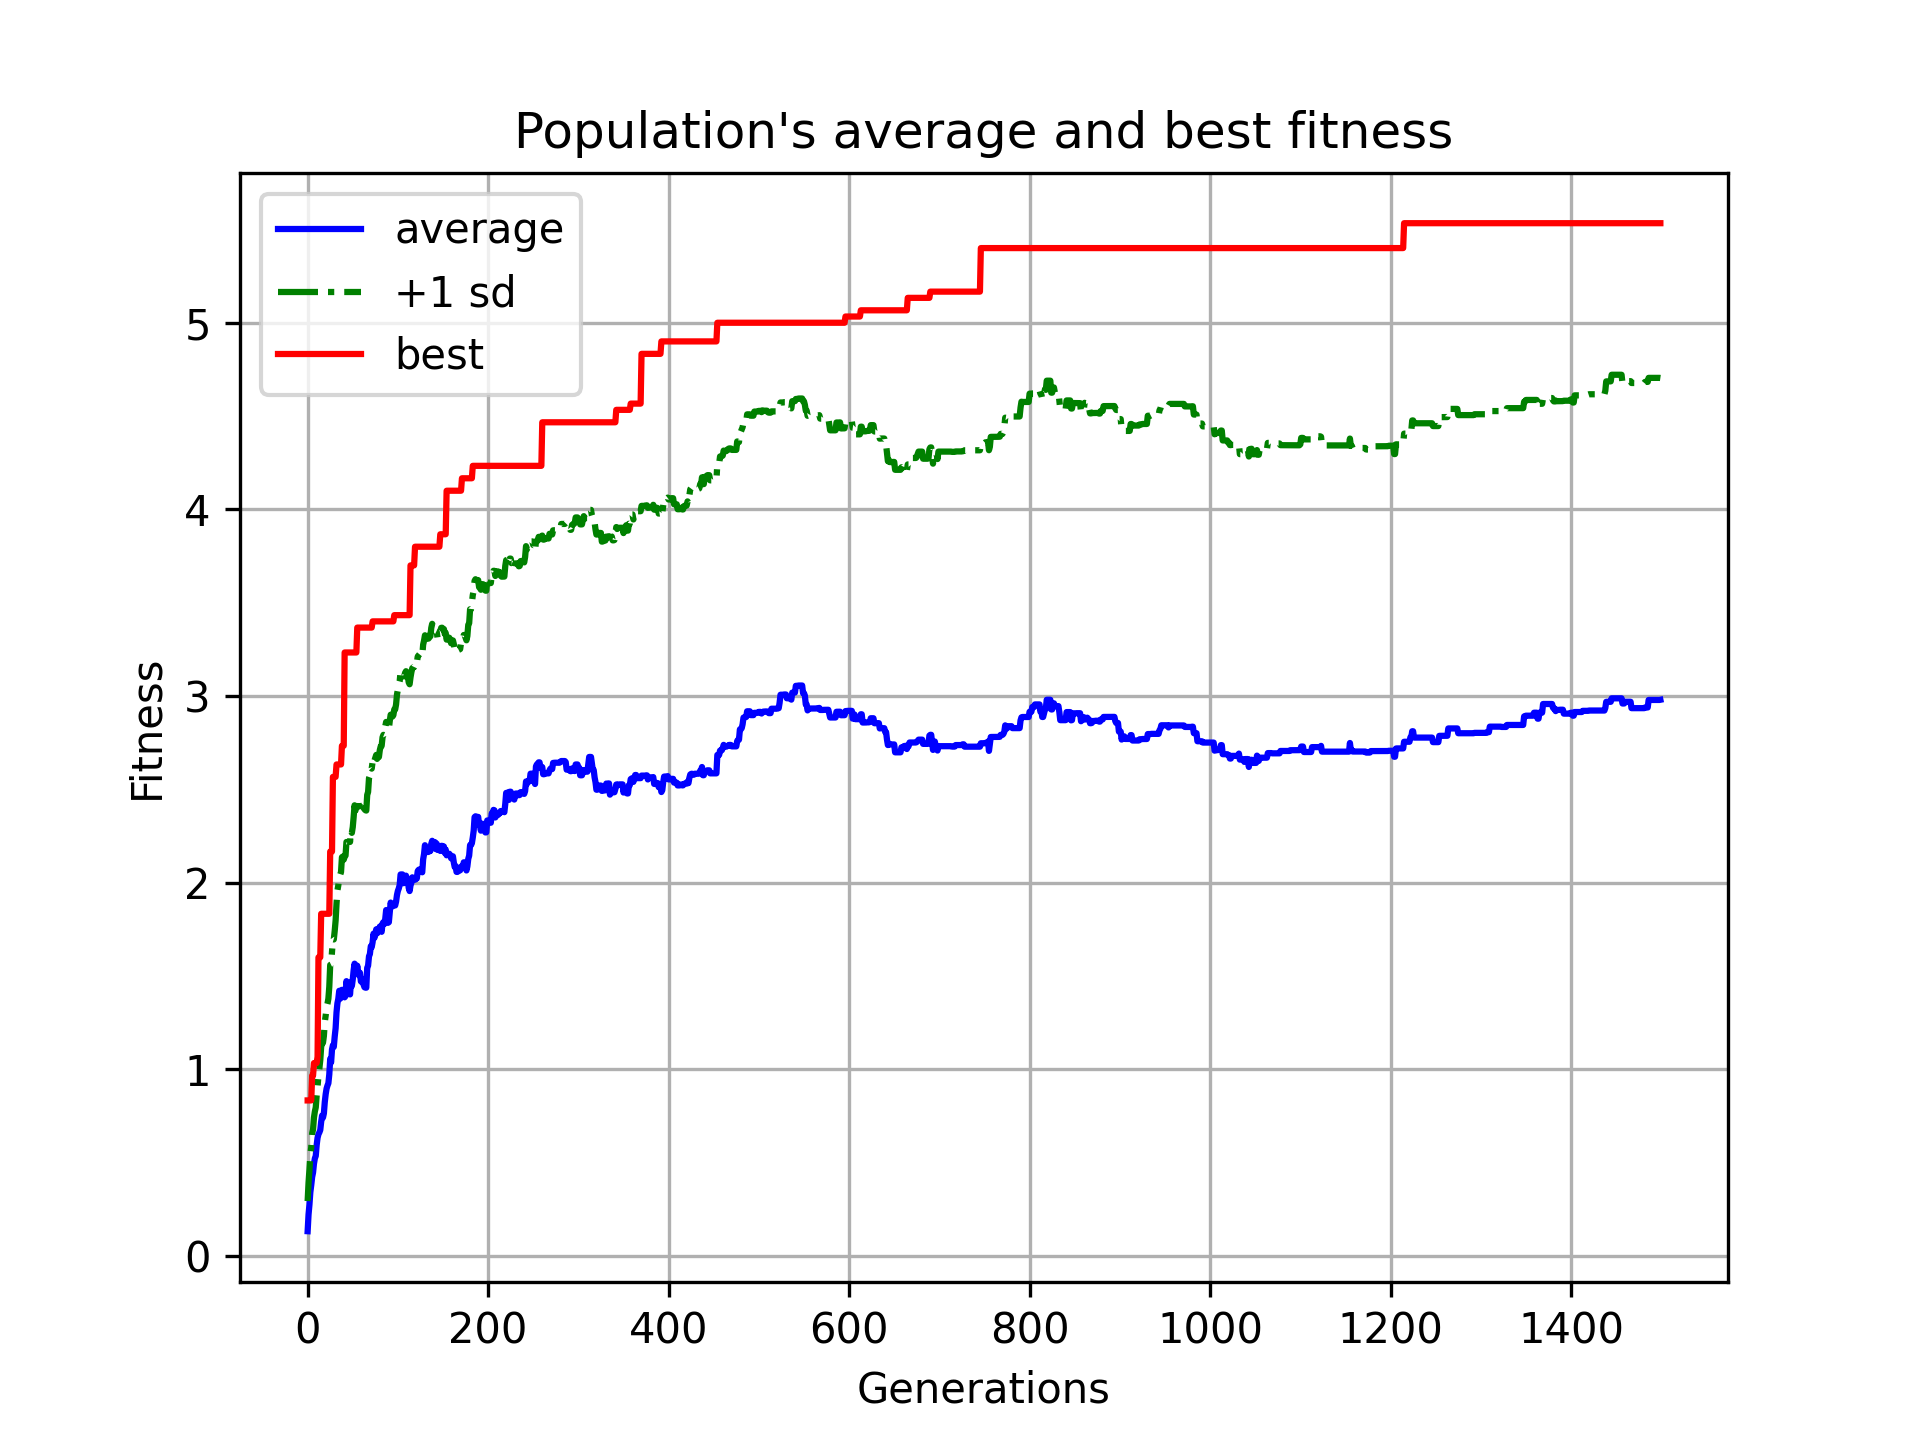 Population's average and best fitness
average
+1 sd
best
Fitness
5
4
3
2
1
0
0 200 400 600 800 1000 1200 1400
Generations